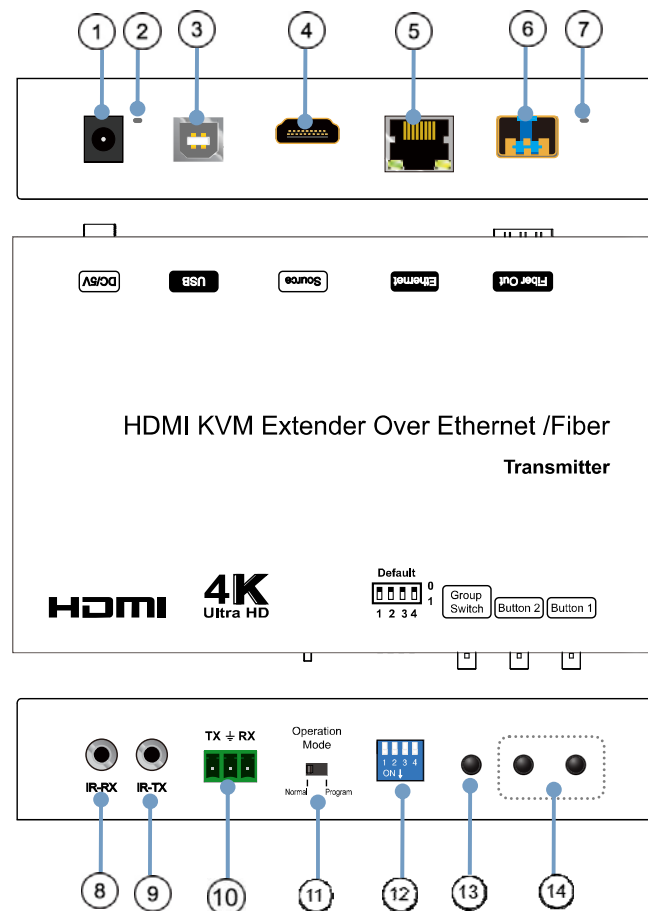 1 2 3 4 5 6 7
DC/5V USB Source Ethernet Fiber Out
HDMI KVM Extender Over Ethernet /Fiber
Transmitter
Default
0
1
1 2 3 4
HDMI
4K
Ultra HD
Group
Switch
Button 2
Button 1
TX RX
Operation
Mode
Normal Program
1 2 3 4
ON ↓
IR-RX IR-TX
8 9 10 11 12 13 14